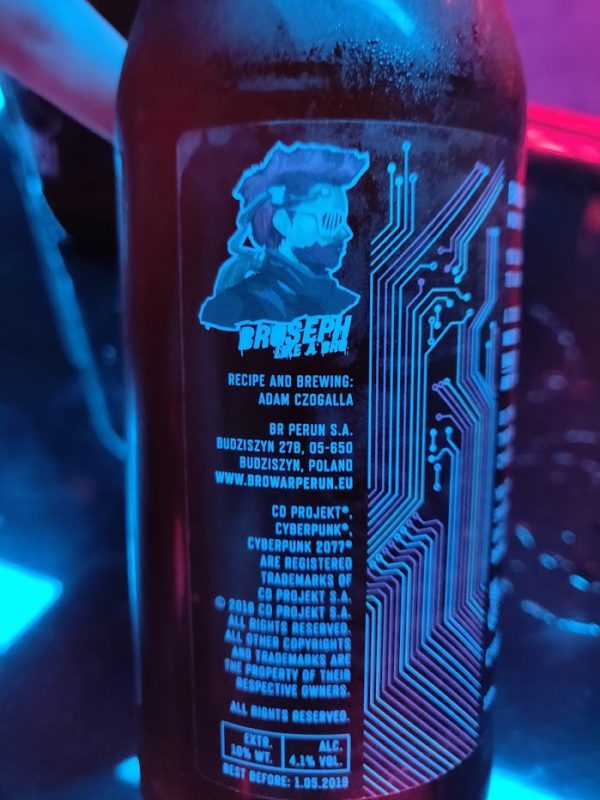 BROSEPH
LIKE A BRO
RECIPE AND BREWING:
ADAM CZOGALLA
BR PERUN S.A.
BUDZISZYN 27B, 05-650
BUDZISZYN, POLAND
WWW.BROWARPERUN.EU
CD PROJEKT®,
CYBERPUNK®,
CYBERPUNK 2077®
ARE REGISTERED
TRADEMARKS OF
CD PROJEKT S.A.
© 2018 CD PROJEKT S.A.
ALL RIGHTS RESERVED.
ALL OTHER COPYRIGHTS
AND TRADEMARKS ARE
THE PROPERTY OF THEIR
RESPECTIVE OWNERS.
ALL RIGHTS RESERVED.
EXTR. ALC.
10% WT. 4,1% VOL.
BEST BEFORE: 1.05.2019